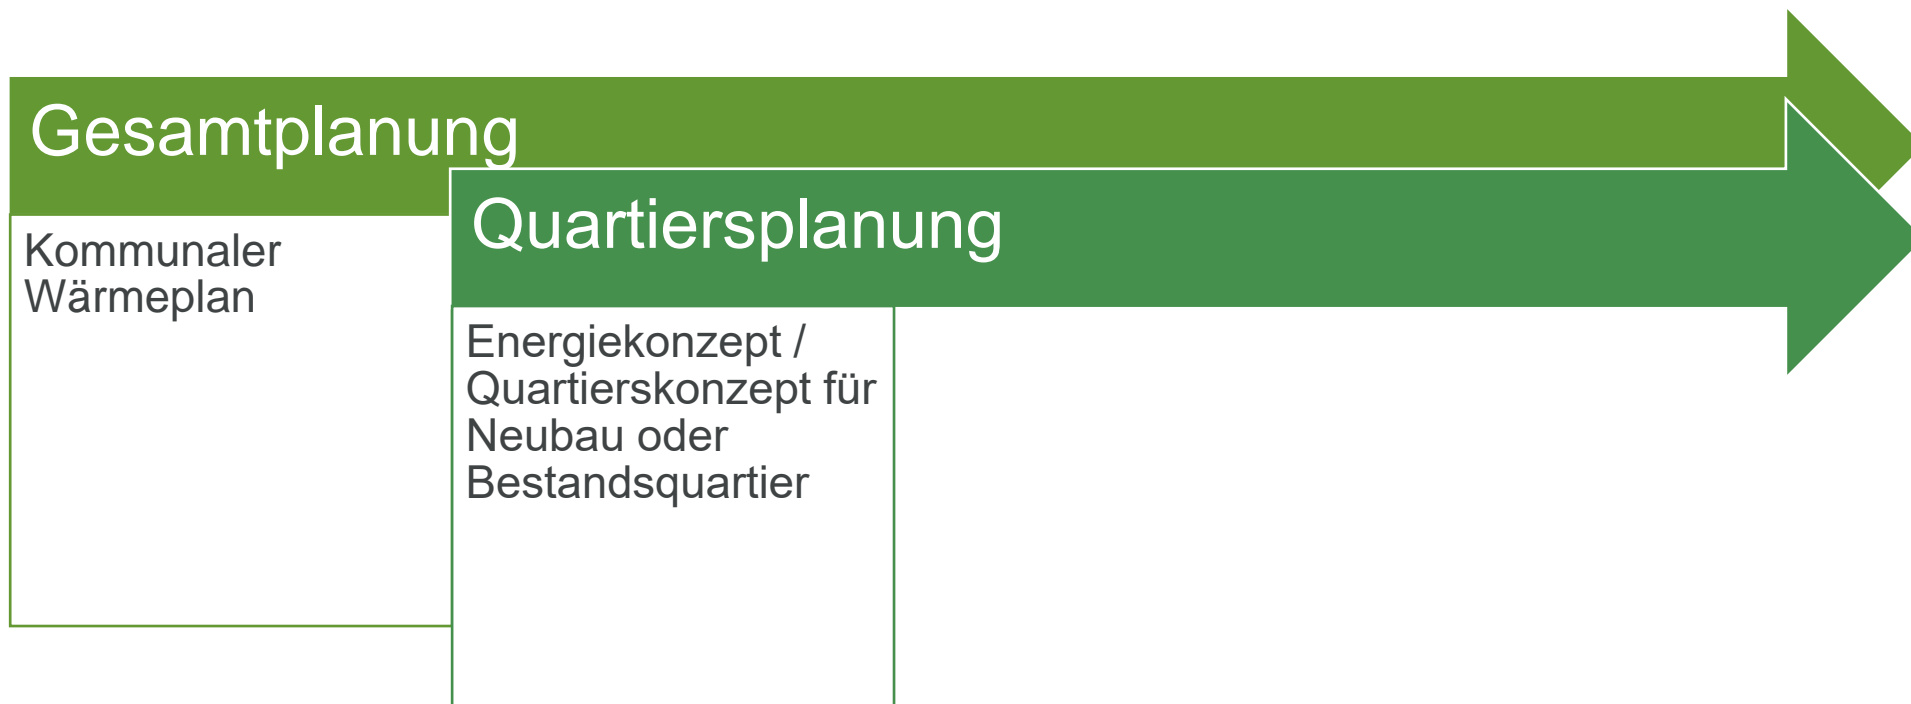 Gesamtplanung
Kommunaler
Wärmeplan
Quartiersplanung
Energiekonzept /
Quartierskonzept für
Neubau oder
Bestandsquartier